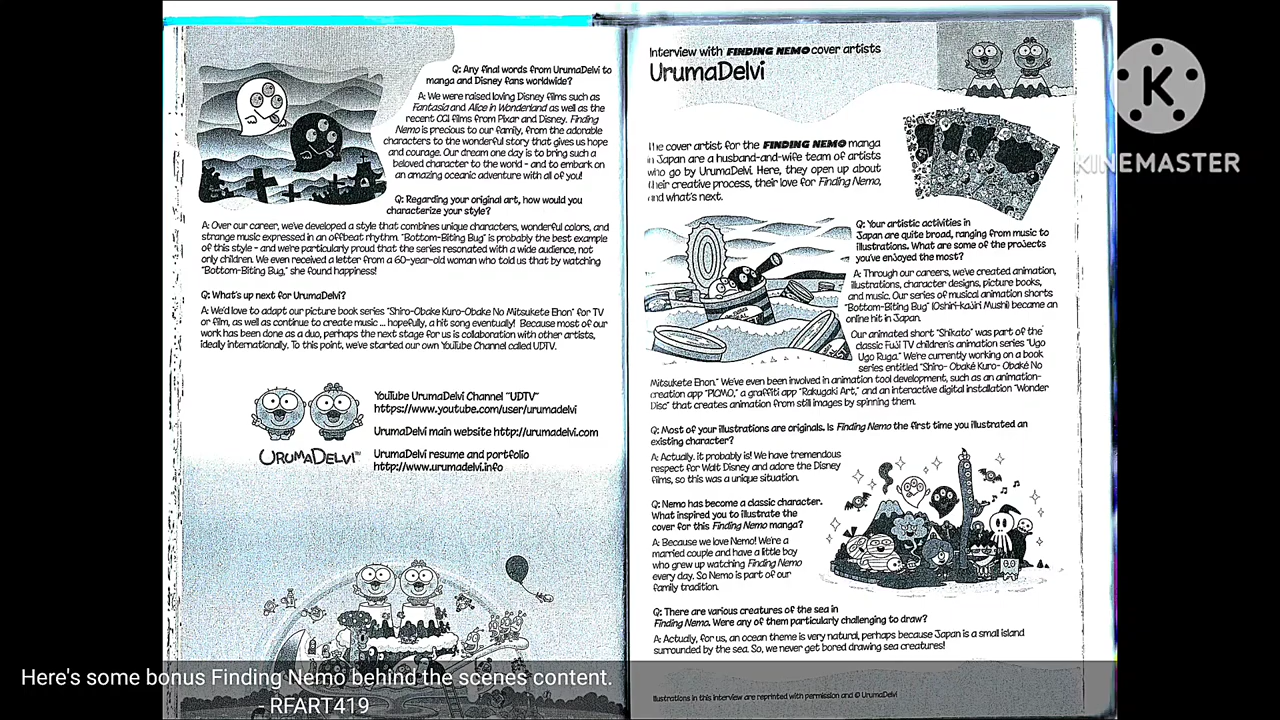 Q: Any final words from UrumaDelvi to
manga and Disney fans worldwide?
A: We were raised loving Disney films such as
Fantasia and Alice in Wonderland as well as the
recent CGI films from Pixar and Disney. Finding
Nemo is precious to our family, from the adorable
characters to the wonderful story that gives us hope
and courage. Our dream one day is to bring such a
beloved character to the world - and to embark on
an amazing oceanic adventure with all of you!
Q: Regarding your original art, how would you
characterize your style?
A: Over our career, we've developed a style that combines unique characters, wonderful colors, and
strange music expressed in an offbeat rhythm. "Bottom-Biting Bug" is probably the best example
of this style - and we're particularly proud that the series resonated with a wide audience, not
only children. We even received a letter from a 60-year-old woman who told us that by watching
"Bottom-Biting Bug," she found happiness!
Q: What's up next for UrumaDelvi?
A: We'd love to adapt our picture book series "Shiro-Obake Kuro-Obake No Mitsukete Ehon" for TV
or film, as well as continue to create music ... hopefully, a hit song eventually! Because most of our
work has been done as a duo, perhaps the next stage for us is collaboration with other artists,
ideally internationally. To this point, we've started our own YouTube Channel called UDTV.
YouTube UrumaDelvi Channel "UDTV"
https://www.youtube.com/user/urumadelvi
UrumaDelvi main website http://urumadelvi.com
UrumaDelvi resume and portfolio
http://www.urumadelvi.info
URUMADELVI™
Interview with FINDING NEMO cover artists
UrumaDelvi
The cover artist for the FINDING NEMO manga
in Japan are a husband-and-wife team of artists
who go by UrumaDelvi. Here, they open up about
their creative process, their love for Finding Nemo,
and what's next.
Q: Your artistic activities in
Japan are quite broad, ranging from music to
illustrations. What are some of the projects
you've enjoyed the most?
A: Through our careers, we've created animation,
illustrations, character designs, picture books,
and music. Our series of musical animation shorts
"Bottom-Biting Bug" (Oshiri-Kajiri Mushi) became an
online hit in Japan.
Our animated short "Shikato" was part of the
classic Fuji TV children's animation series "Ugo
Ugo Ruga." We're currently working on a book
series entitled "Shiro- Obaké Kuro- Obaké No
Mitsukete Ehon." We've even been involved in animation tool development, such as an animation-
creation app "PICMO," a graffiti app "Rakugaki Art," and an interactive digital installation "Wonder
Disc" that creates animation from still images by spinning them.
Q: Most of your illustrations are originals. Is Finding Nemo the first time you illustrated an
existing character?
A: Actually, it probably is! We have tremendous
respect for Walt Disney and adore the Disney
films, so this was a unique situation.
Q: Nemo has become a classic character.
What inspired you to illustrate the
cover for this Finding Nemo manga?
A: Because we love Nemo! We're a
married couple and have a little boy
who grew up watching Finding Nemo
every day. So Nemo is part of our
family tradition.
Q: There are various creatures of the sea in
Finding Nemo. Were any of them particularly challenging to draw?
A: Actually, for us, an ocean theme is very natural, perhaps because Japan is a small island
surrounded by the sea. So, we never get bored drawing sea creatures!
Illustrations in this interview are reprinted with permission and © UrumaDelvi
K
KINEMASTER
Here's some bonus Finding Nemo behind the scenes content.
- RFART419